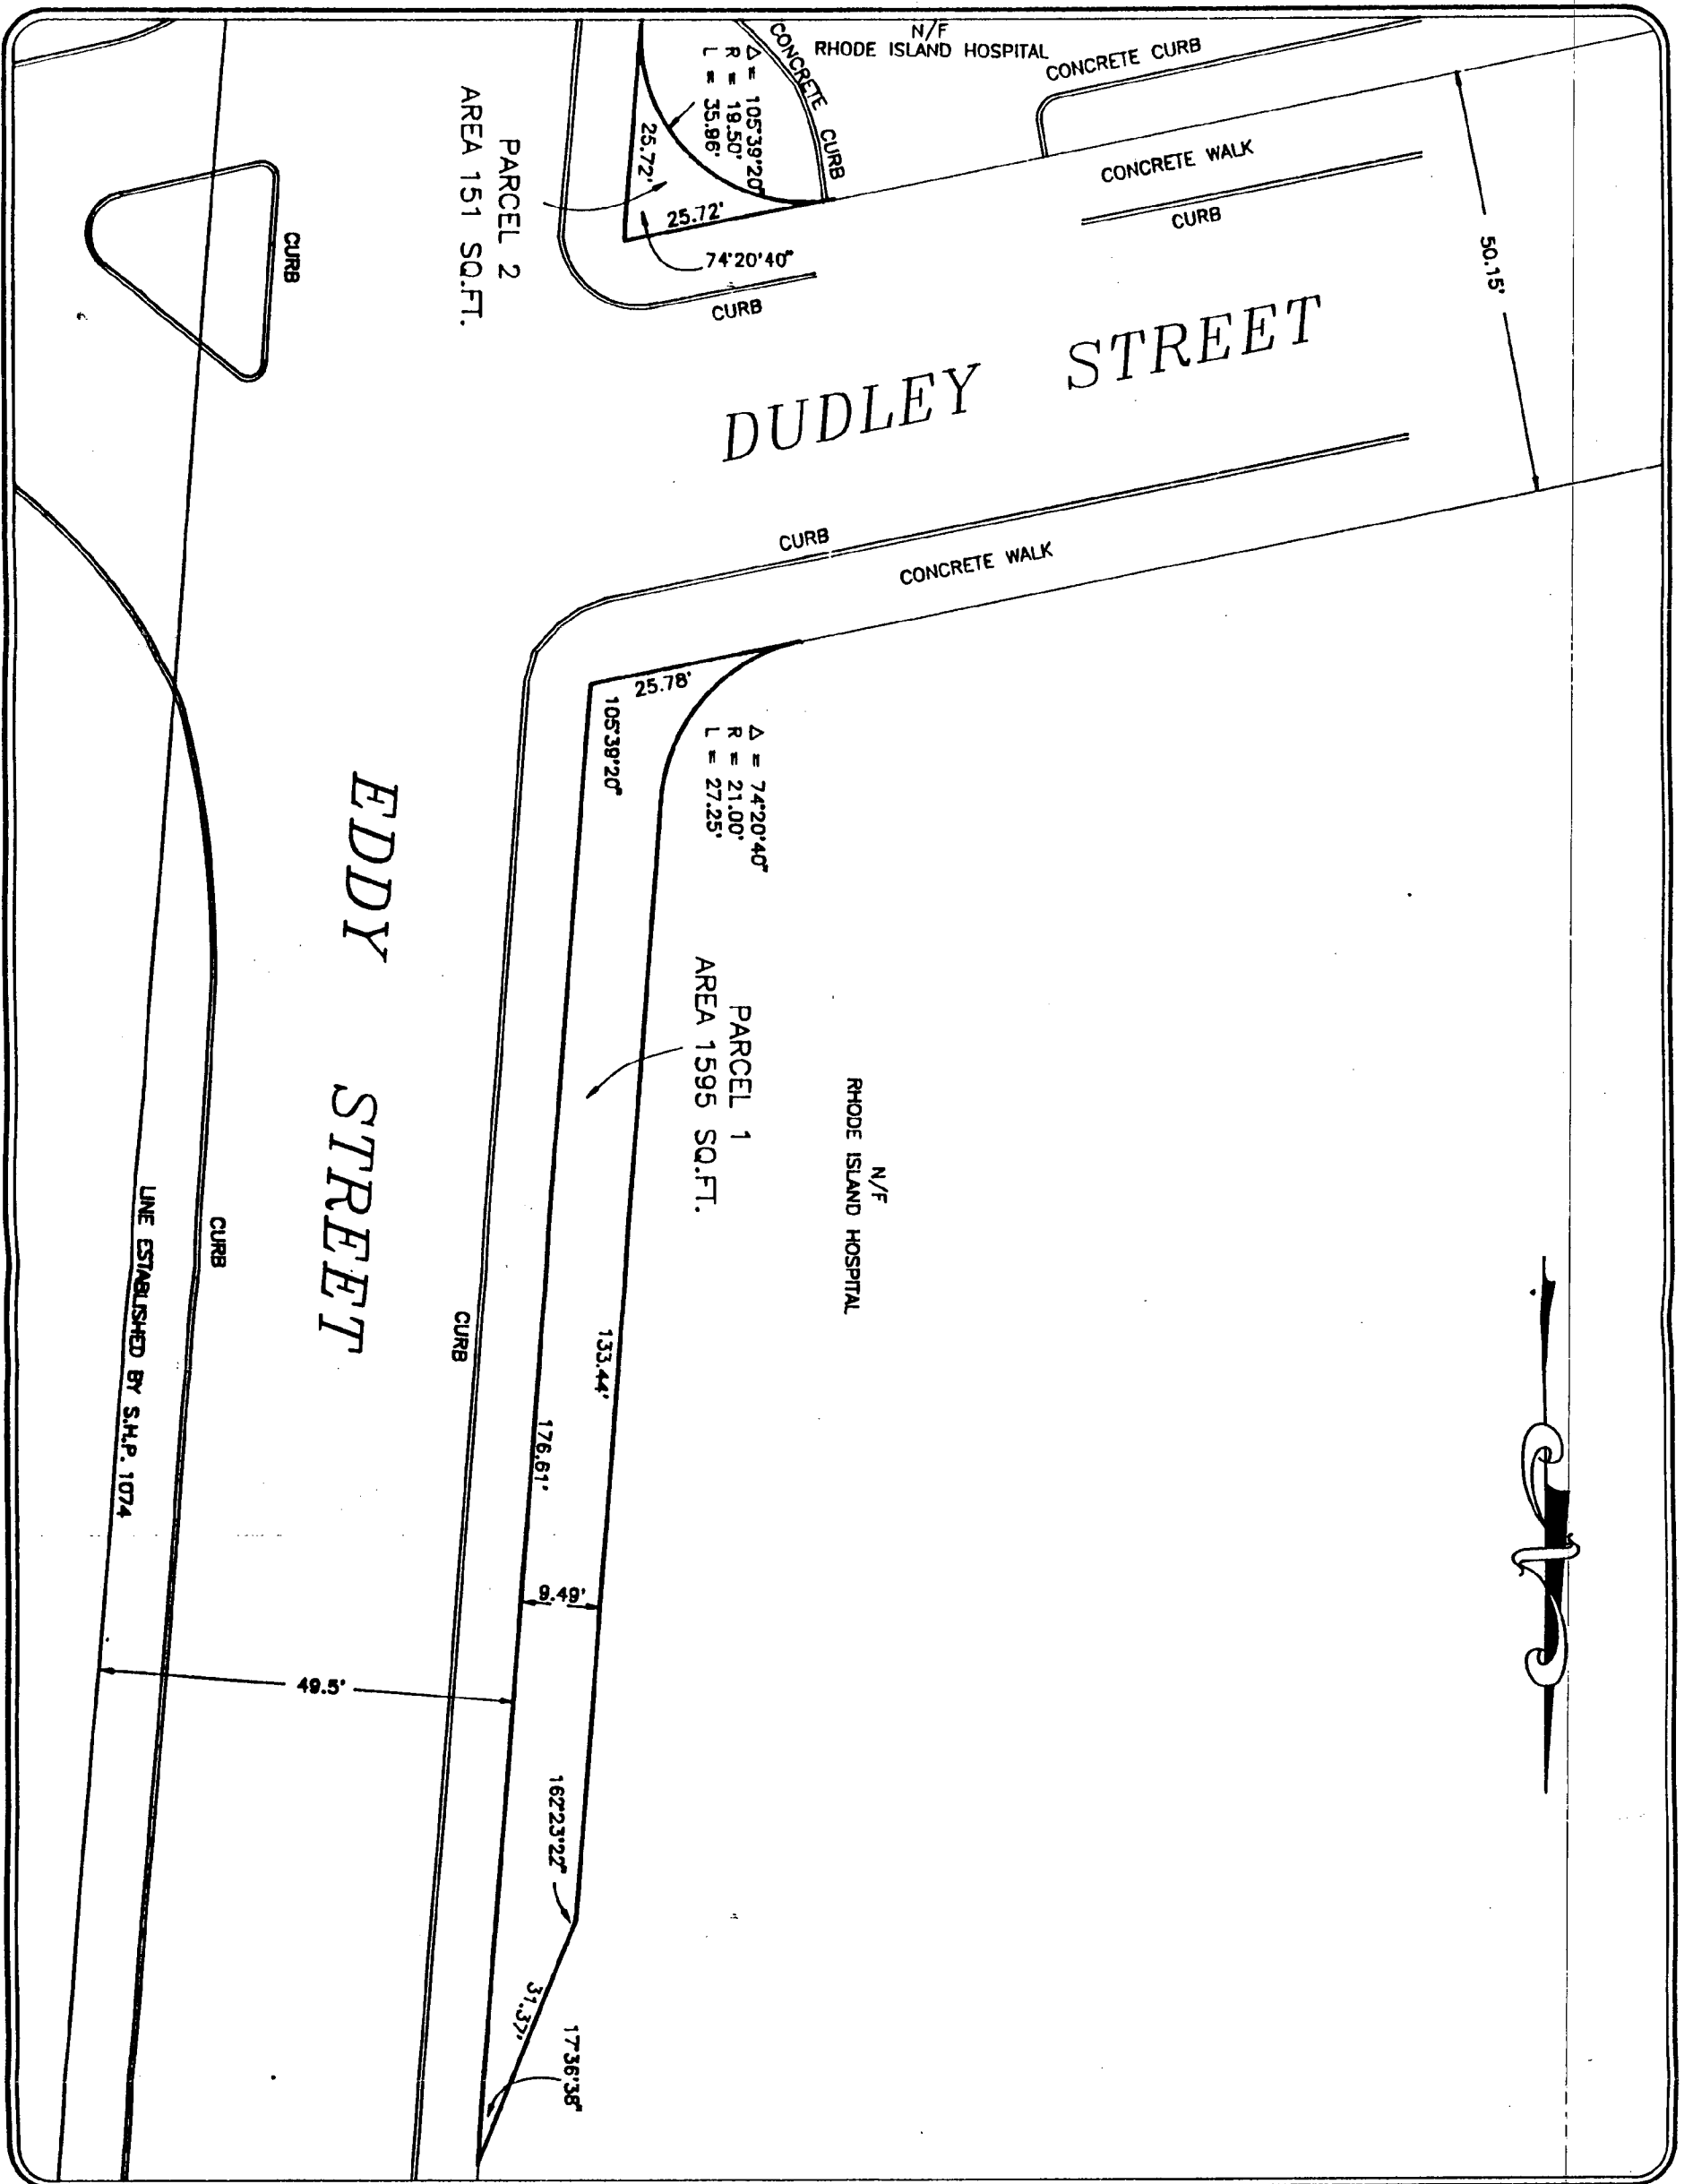 N/F
RHODE ISLAND HOSPITAL
CONCRETE CURB
CONCRETE CURB
Δ = 105°39'20"
R = 19.50'
L = 35.96'
CONCRETE WALK
CURB
50.15'
25.72'
25.72'
74°20'40"
CURB
PARCEL 2
AREA 151 SQ.FT.
CURB
DUDLEY STREET
CURB
CONCRETE WALK
25.78'
105°39'20"
Δ = 74°20'40"
R = 21.00'
L = 27.25'
EDDY STREET
PARCEL 1
AREA 1595 SQ.FT.
N/F
RHODE ISLAND HOSPITAL
133.44'
176.61'
CURB
CURB
LINE ESTABLISHED BY S.H.P. 1074
9.49'
49.5'
162°23'22"
31.37'
17°36'38"